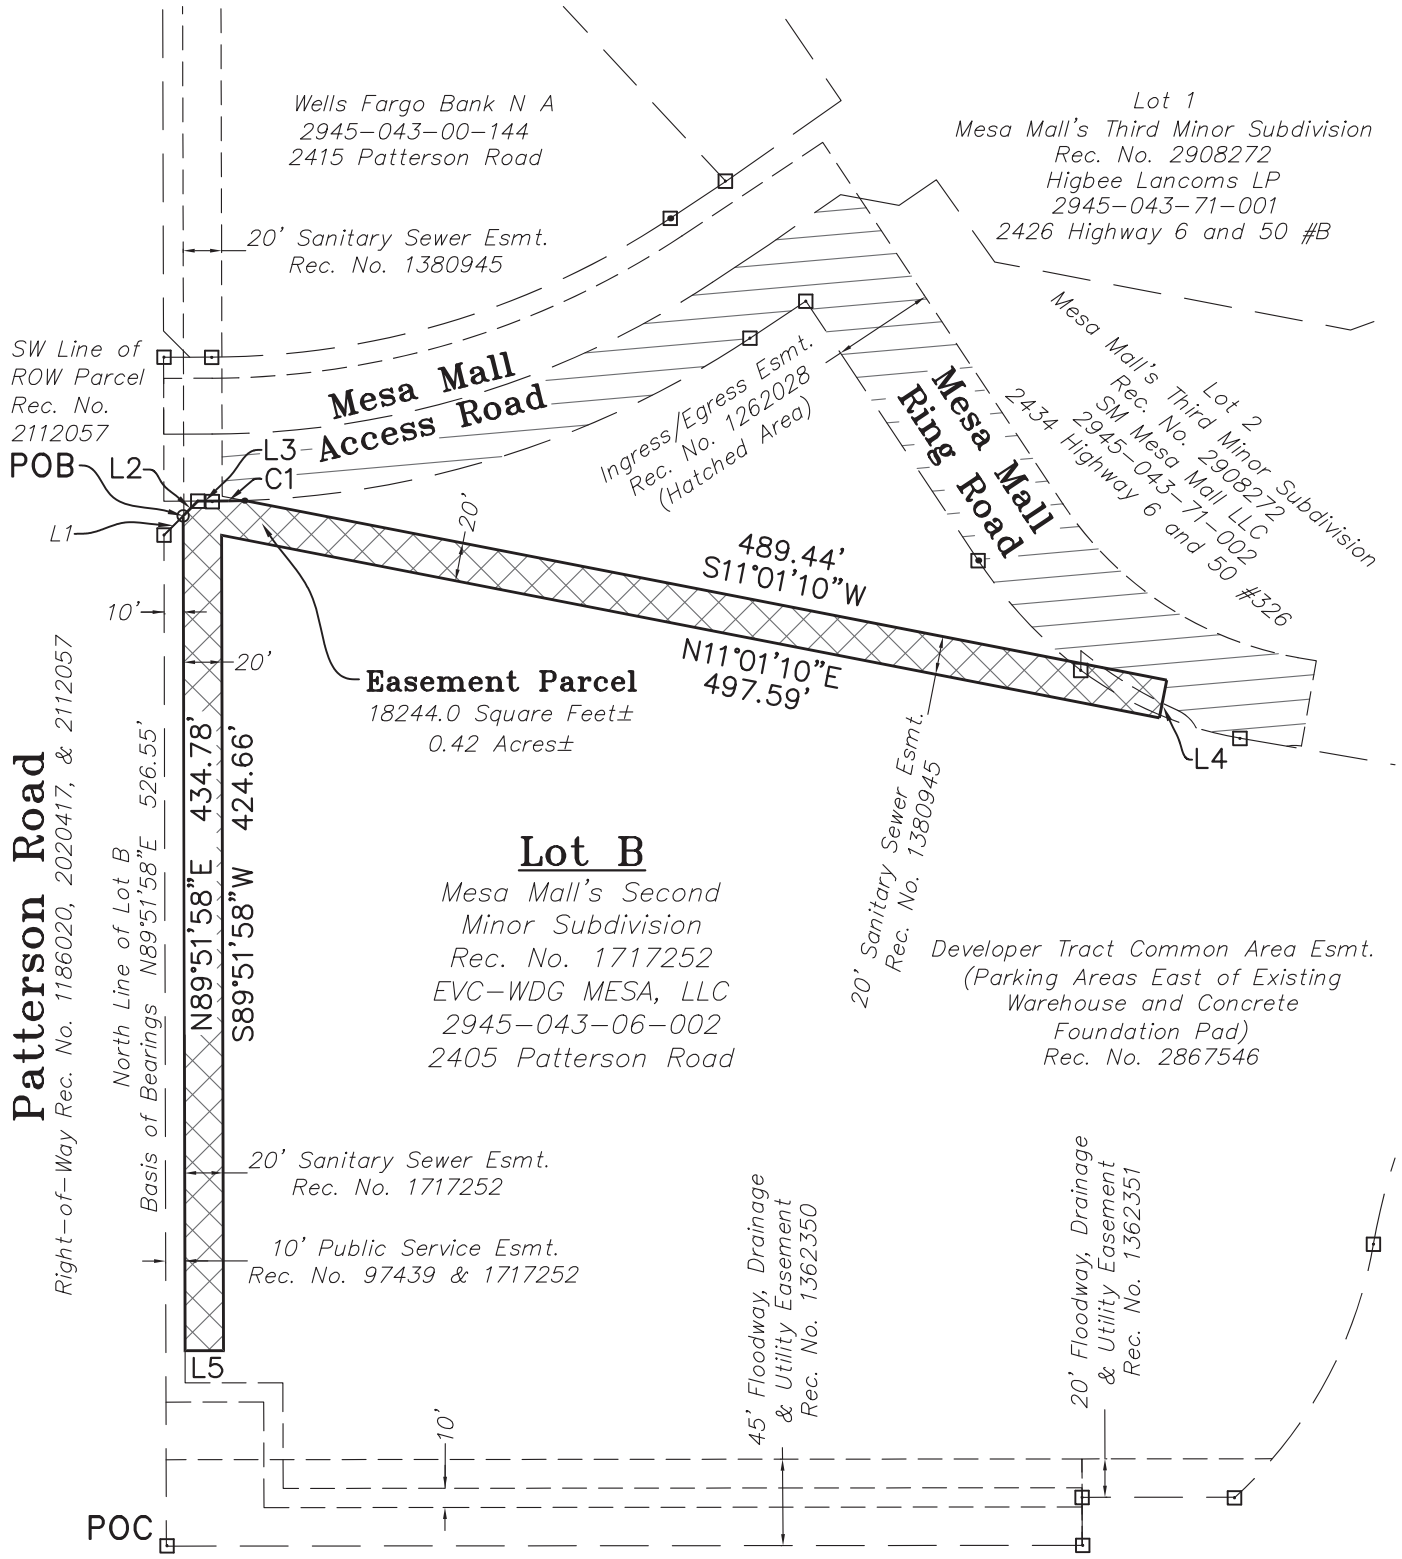 Wells Fargo Bank N A
2945-043-00-144
2415 Patterson Road
Lot 1
Mesa Mall's Third Minor Subdivision
Rec. No. 2908272
Higbee Lancoms LP
2945-043-71-001
2426 Highway 6 and 50 #B
20' Sanitary Sewer Esmt.
Rec. No. 1380945
SW Line of
ROW Parcel
Rec. No.
2112057
POB
L2
L3
C1
L1
Mesa Mall
Access Road
Ingress/Egress Esmt.
Rec. No. 1262028
(Hatched Area)
Mesa Mall
Ring Road
Lot 2
Mesa Mall's Third Minor Subdivision
Rec. No. 2908272
SM Mesa Mall LLC
2945-043-71-002
2434 Highway 6 and 50 #326
20'
489.44'
S11°01'10"W
N11°01'10"E
497.59'
10'
20'
Easement Parcel
18244.0 Square Feet±
0.42 Acres±
L4
Patterson Road
Right-of-Way Rec. No. 1186020, 2020417, & 2112057
North Line of Lot B
Basis of Bearings N89°51'58"E 526.55'
N89°51'58"E 434.78'
S89°51'58"W 424.66'
Lot B
Mesa Mall's Second
Minor Subdivision
Rec. No. 1717252
EVC-WDG MESA, LLC
2945-043-06-002
2405 Patterson Road
20' Sanitary Sewer Esmt.
Rec. No. 1380945
Developer Tract Common Area Esmt.
(Parking Areas East of Existing
Warehouse and Concrete
Foundation Pad)
Rec. No. 2867546
20' Sanitary Sewer Esmt.
Rec. No. 1717252
10' Public Service Esmt.
Rec. No. 97439 & 1717252
L5
10'
45' Floodway, Drainage
& Utility Easement
Rec. No. 1362350
20' Floodway, Drainage
& Utility Easement
Rec. No. 1362351
POC